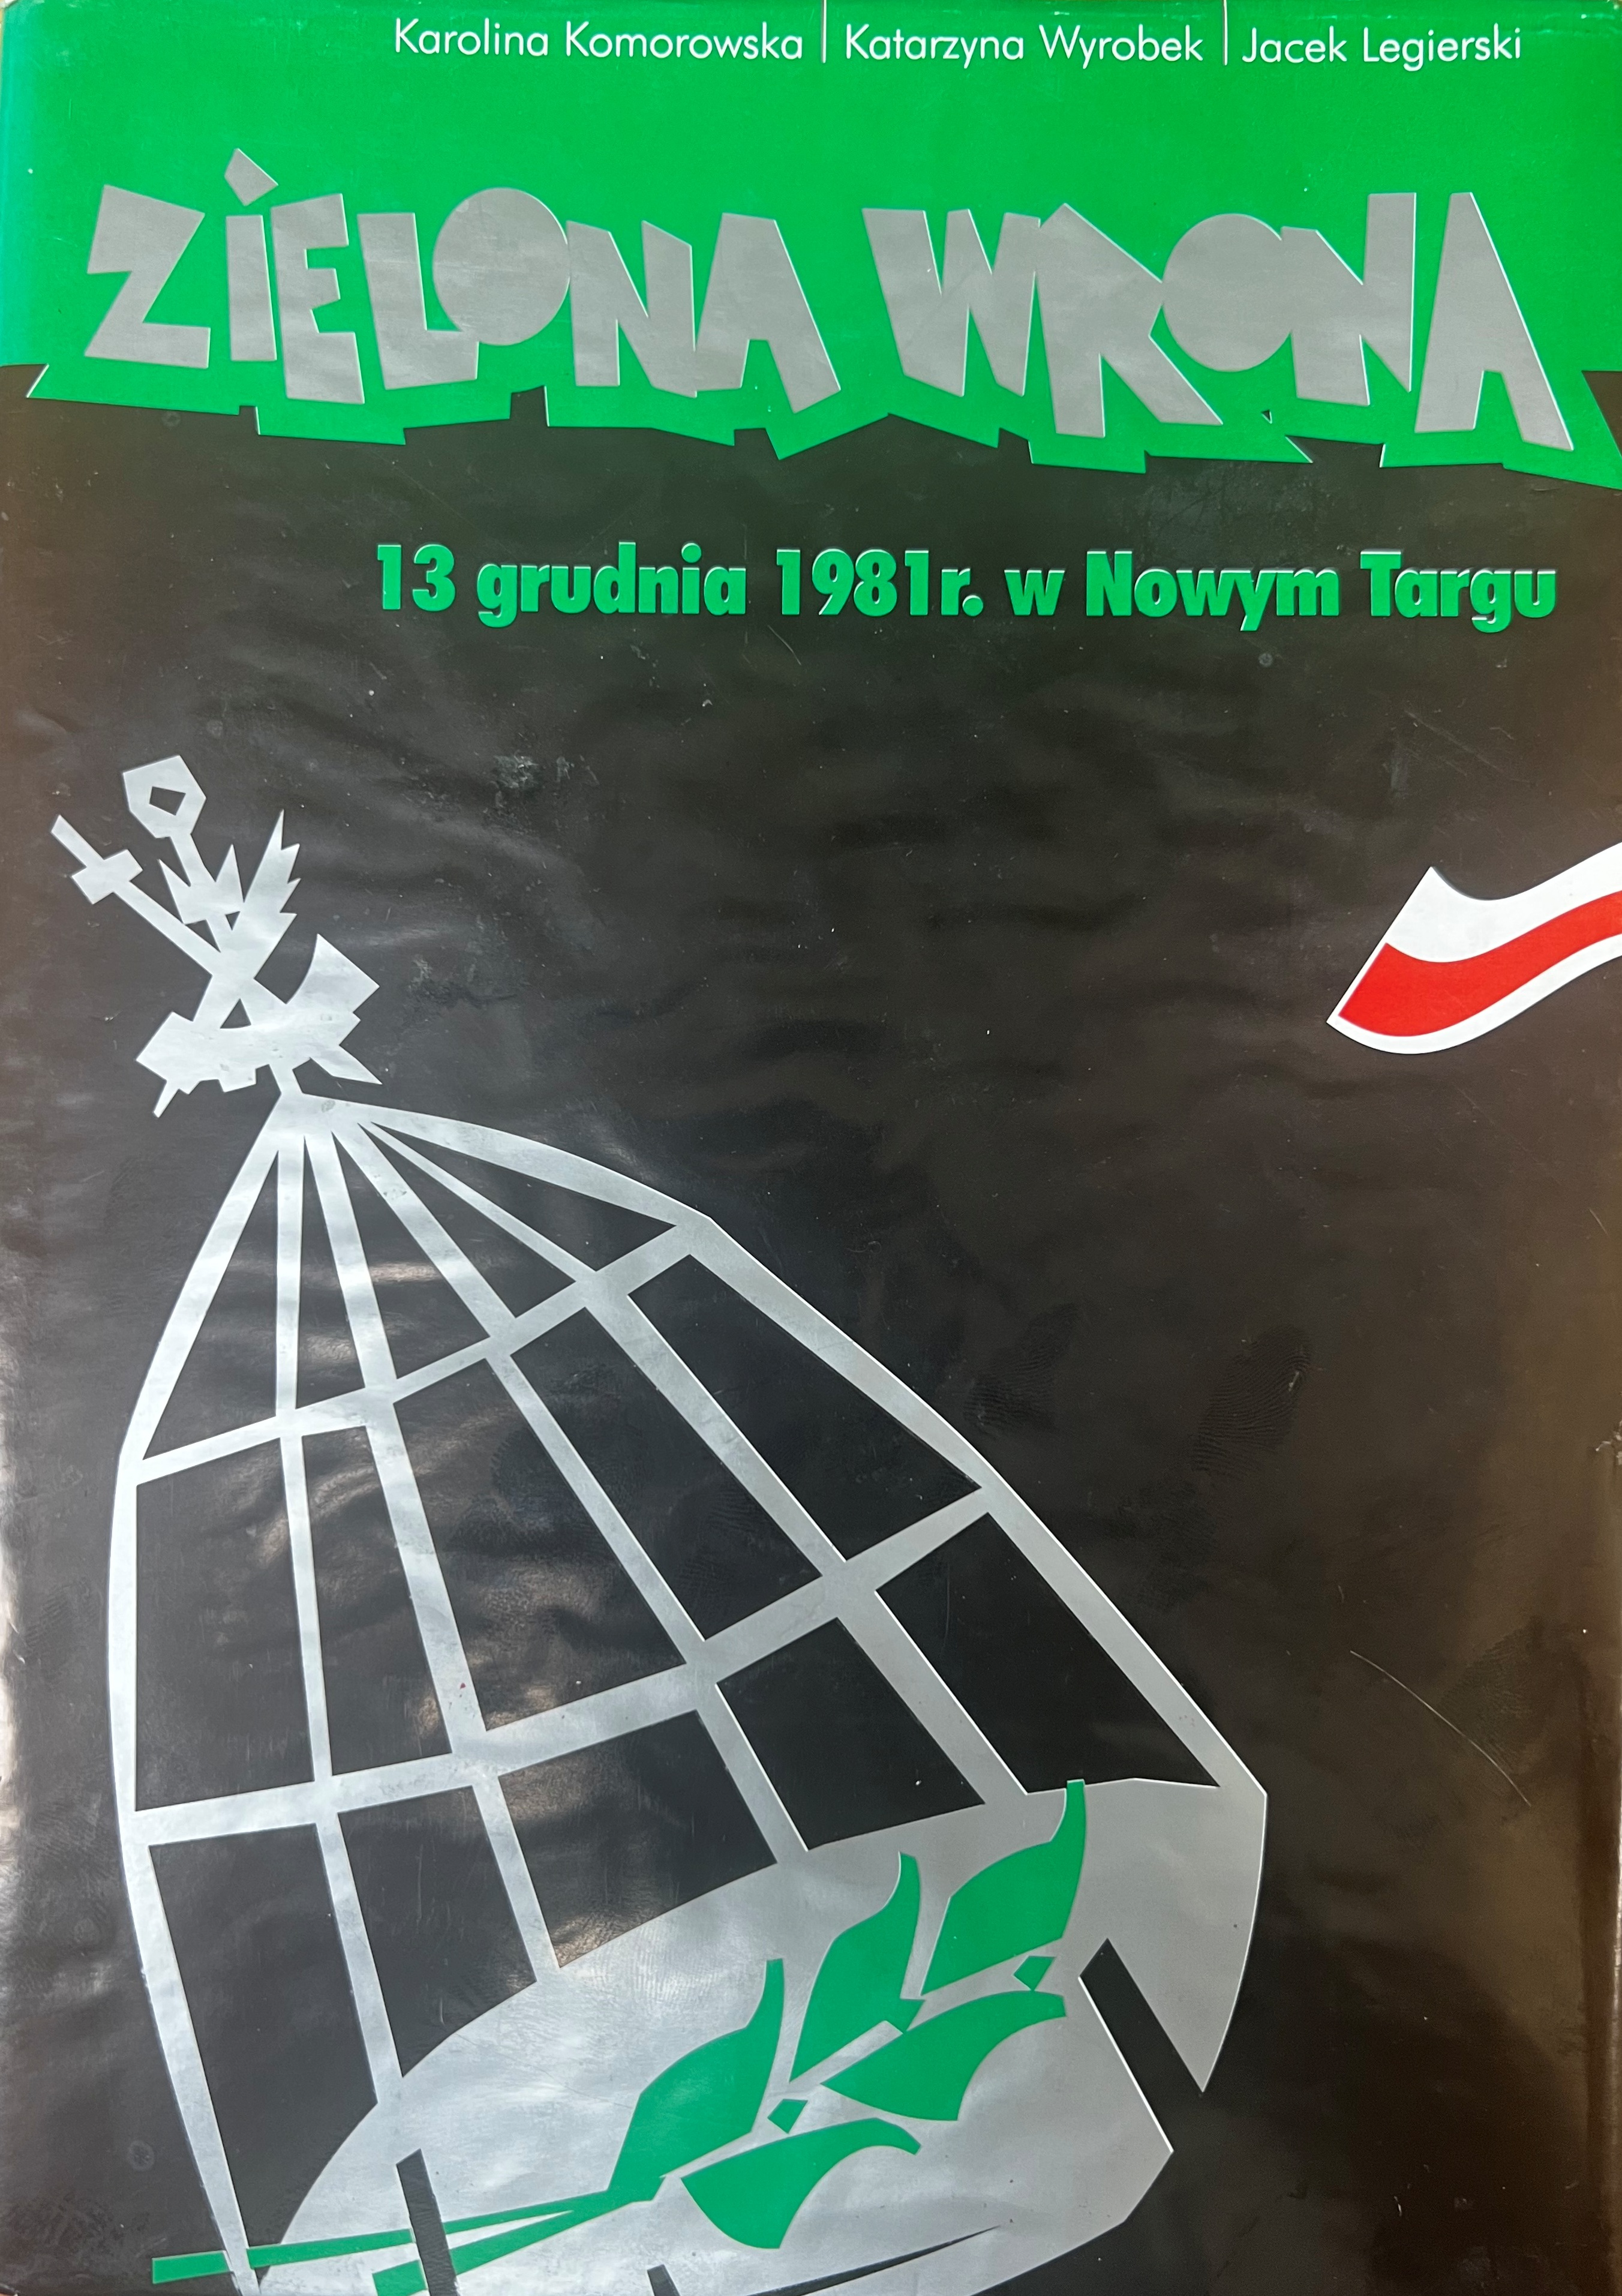 Karolina Komorowska | Katarzyna Wyrobek | Jacek Legierski
ZiELONA WRONA
13 grudnia 1981r. w Nowym Targu